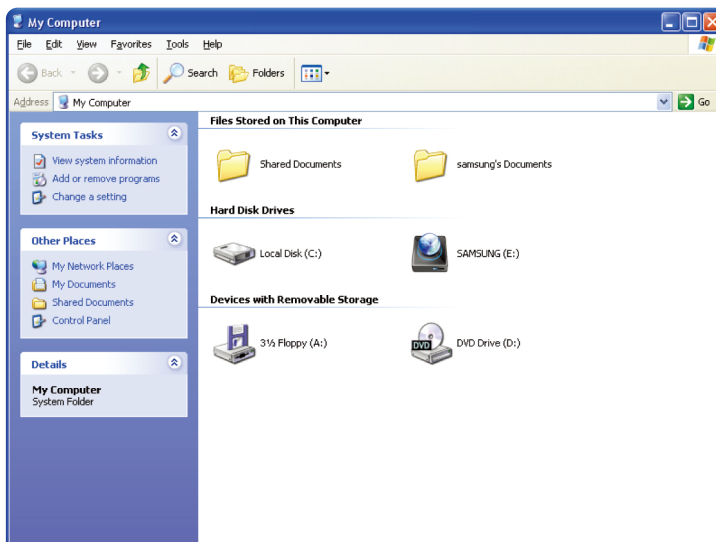 My Computer
File Edit View Favorites Tools Help
Back Search Folders
Address My Computer Go
System Tasks
View system information
Add or remove programs
Change a setting
Other Places
My Network Places
My Documents
Shared Documents
Control Panel
Details
My Computer
System Folder
Files Stored on This Computer
Shared Documents samsung's Documents
Hard Disk Drives
Local Disk (C:) SAMSUNG (E:)
Devices with Removable Storage
3½ Floppy (A:) DVD DVD Drive (D:)